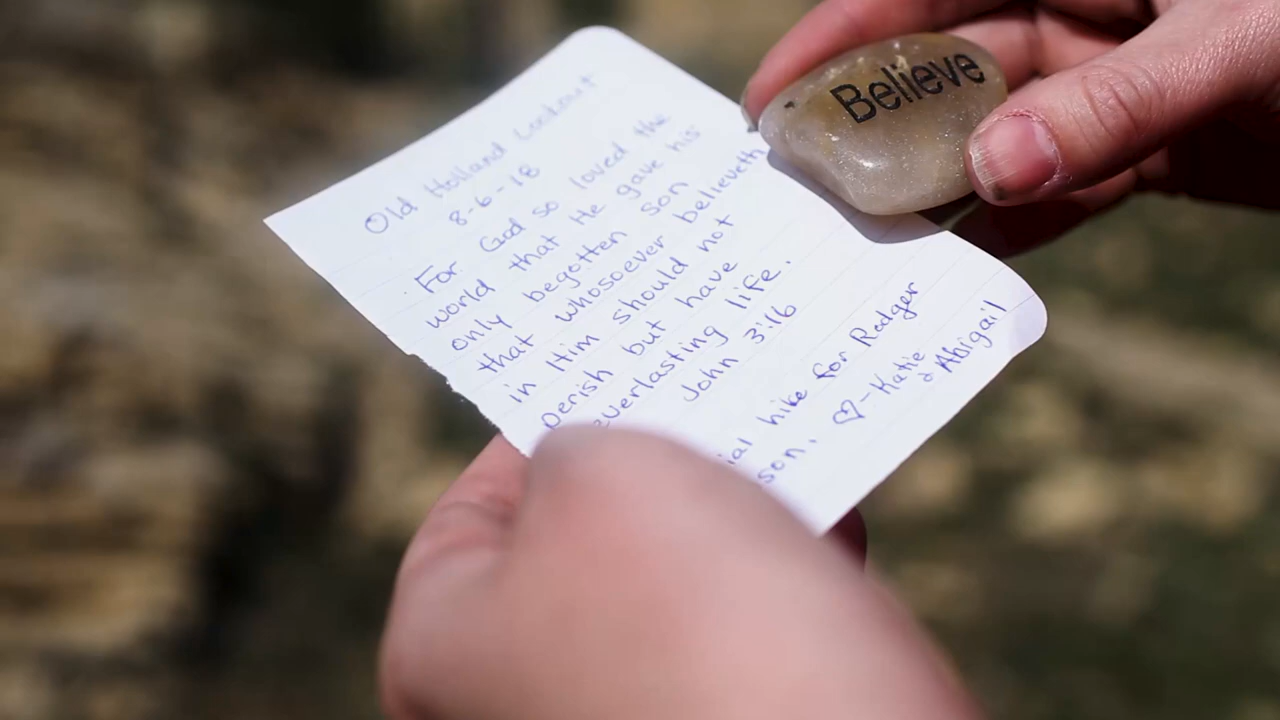 Believe
Old Holland Lookout
8-6-18
For God so loved the
world that He gave his
only begotten son
that whosoever believeth
in Him should not
perish but have
everlasting life.
John 3:16
ial hike for Rodger
son. ♡-Katie
& Abigail